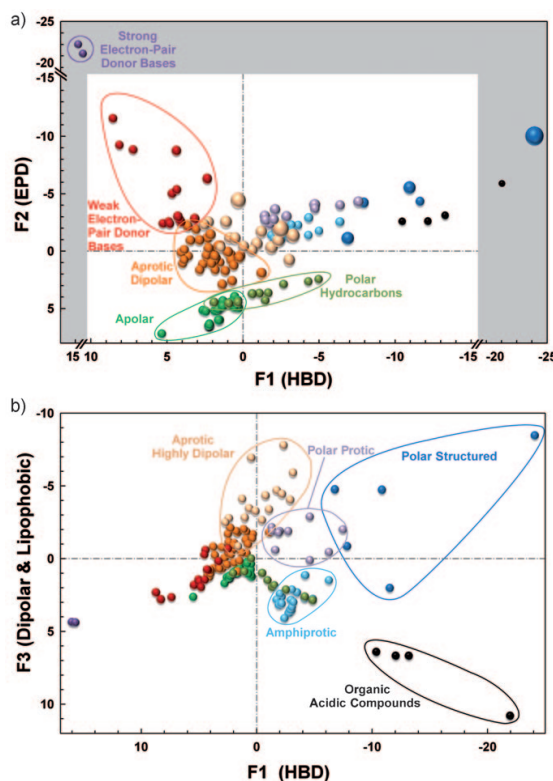 a)
-25
-20
-15
-10
-5
0
5
F2 (EPD)
Strong
Electron-Pair
Donor Bases
Weak
Electron-
Pair Donor
Bases
Aprotic
Dipolar
Polar
Hydrocarbons
Apolar
15 10 5 0 -5 -10 -15 -20 -25
F1 (HBD)
b)
-10
-5
0
5
10
F3 (Dipolar & Lipophobic)
Aprotic
Highly Dipolar
Polar Protic
Polar Structured
Amphiprotic
Organic
Acidic Compounds
10 0 -10 -20
F1 (HBD)